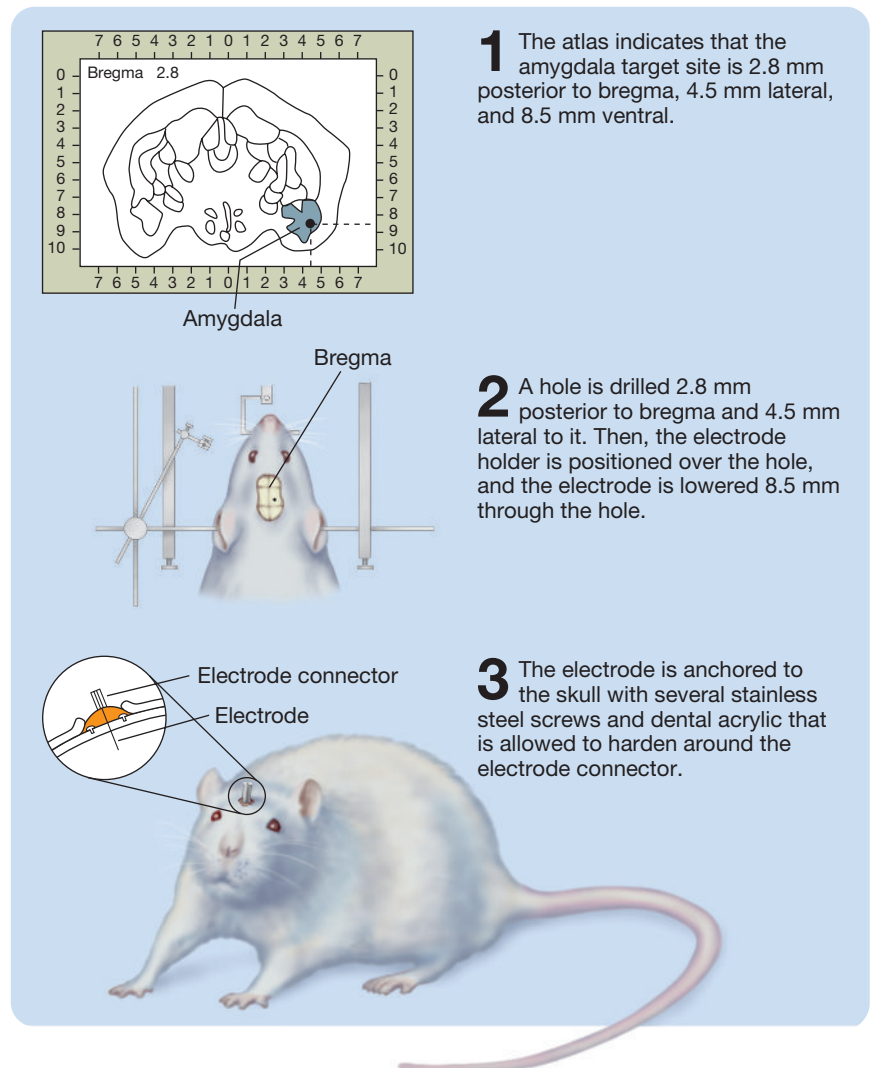 7 6 5 4 3 2 1 0 1 2 3 4 5 6 7
Bregma 2.8
0
1
2
3
4
5
6
7
8
9
10
0
1
2
3
4
5
6
7
8
9
10
7 6 5 4 3 2 1 0 1 2 3 4 5 6 7
Amygdala
1 The atlas indicates that the
amygdala target site is 2.8 mm
posterior to bregma, 4.5 mm lateral,
and 8.5 mm ventral.
Bregma
2 A hole is drilled 2.8 mm
posterior to bregma and 4.5 mm
lateral to it. Then, the electrode
holder is positioned over the hole,
and the electrode is lowered 8.5 mm
through the hole.
Electrode connector
Electrode
3 The electrode is anchored to
the skull with several stainless
steel screws and dental acrylic that
is allowed to harden around the
electrode connector.